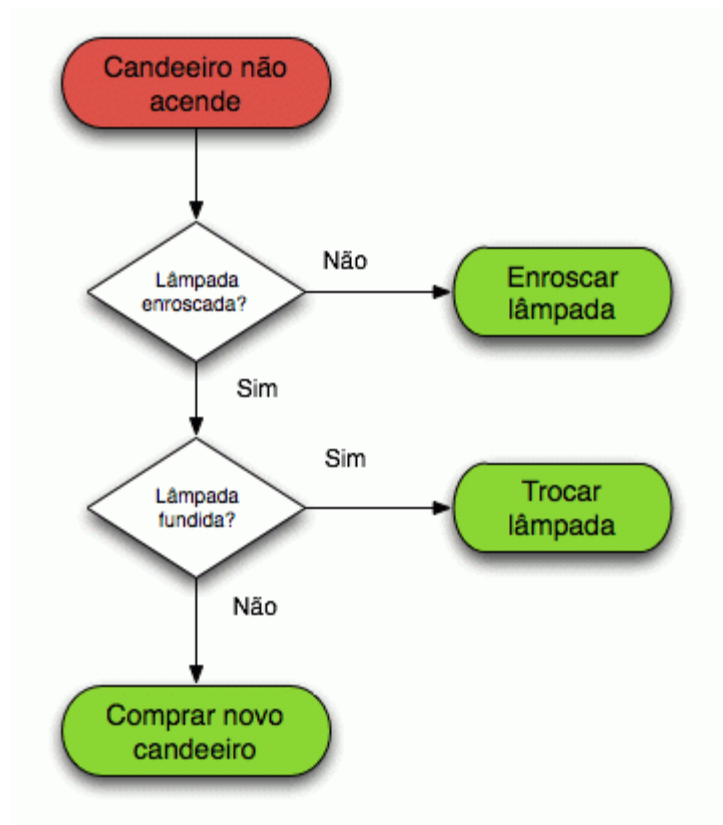 Candeeiro não
acende
Lâmpada
enroscada?
Não
Enroscar
lâmpada
Sim
Lâmpada
fundida?
Sim
Trocar
lâmpada
Não
Comprar novo
candeeiro